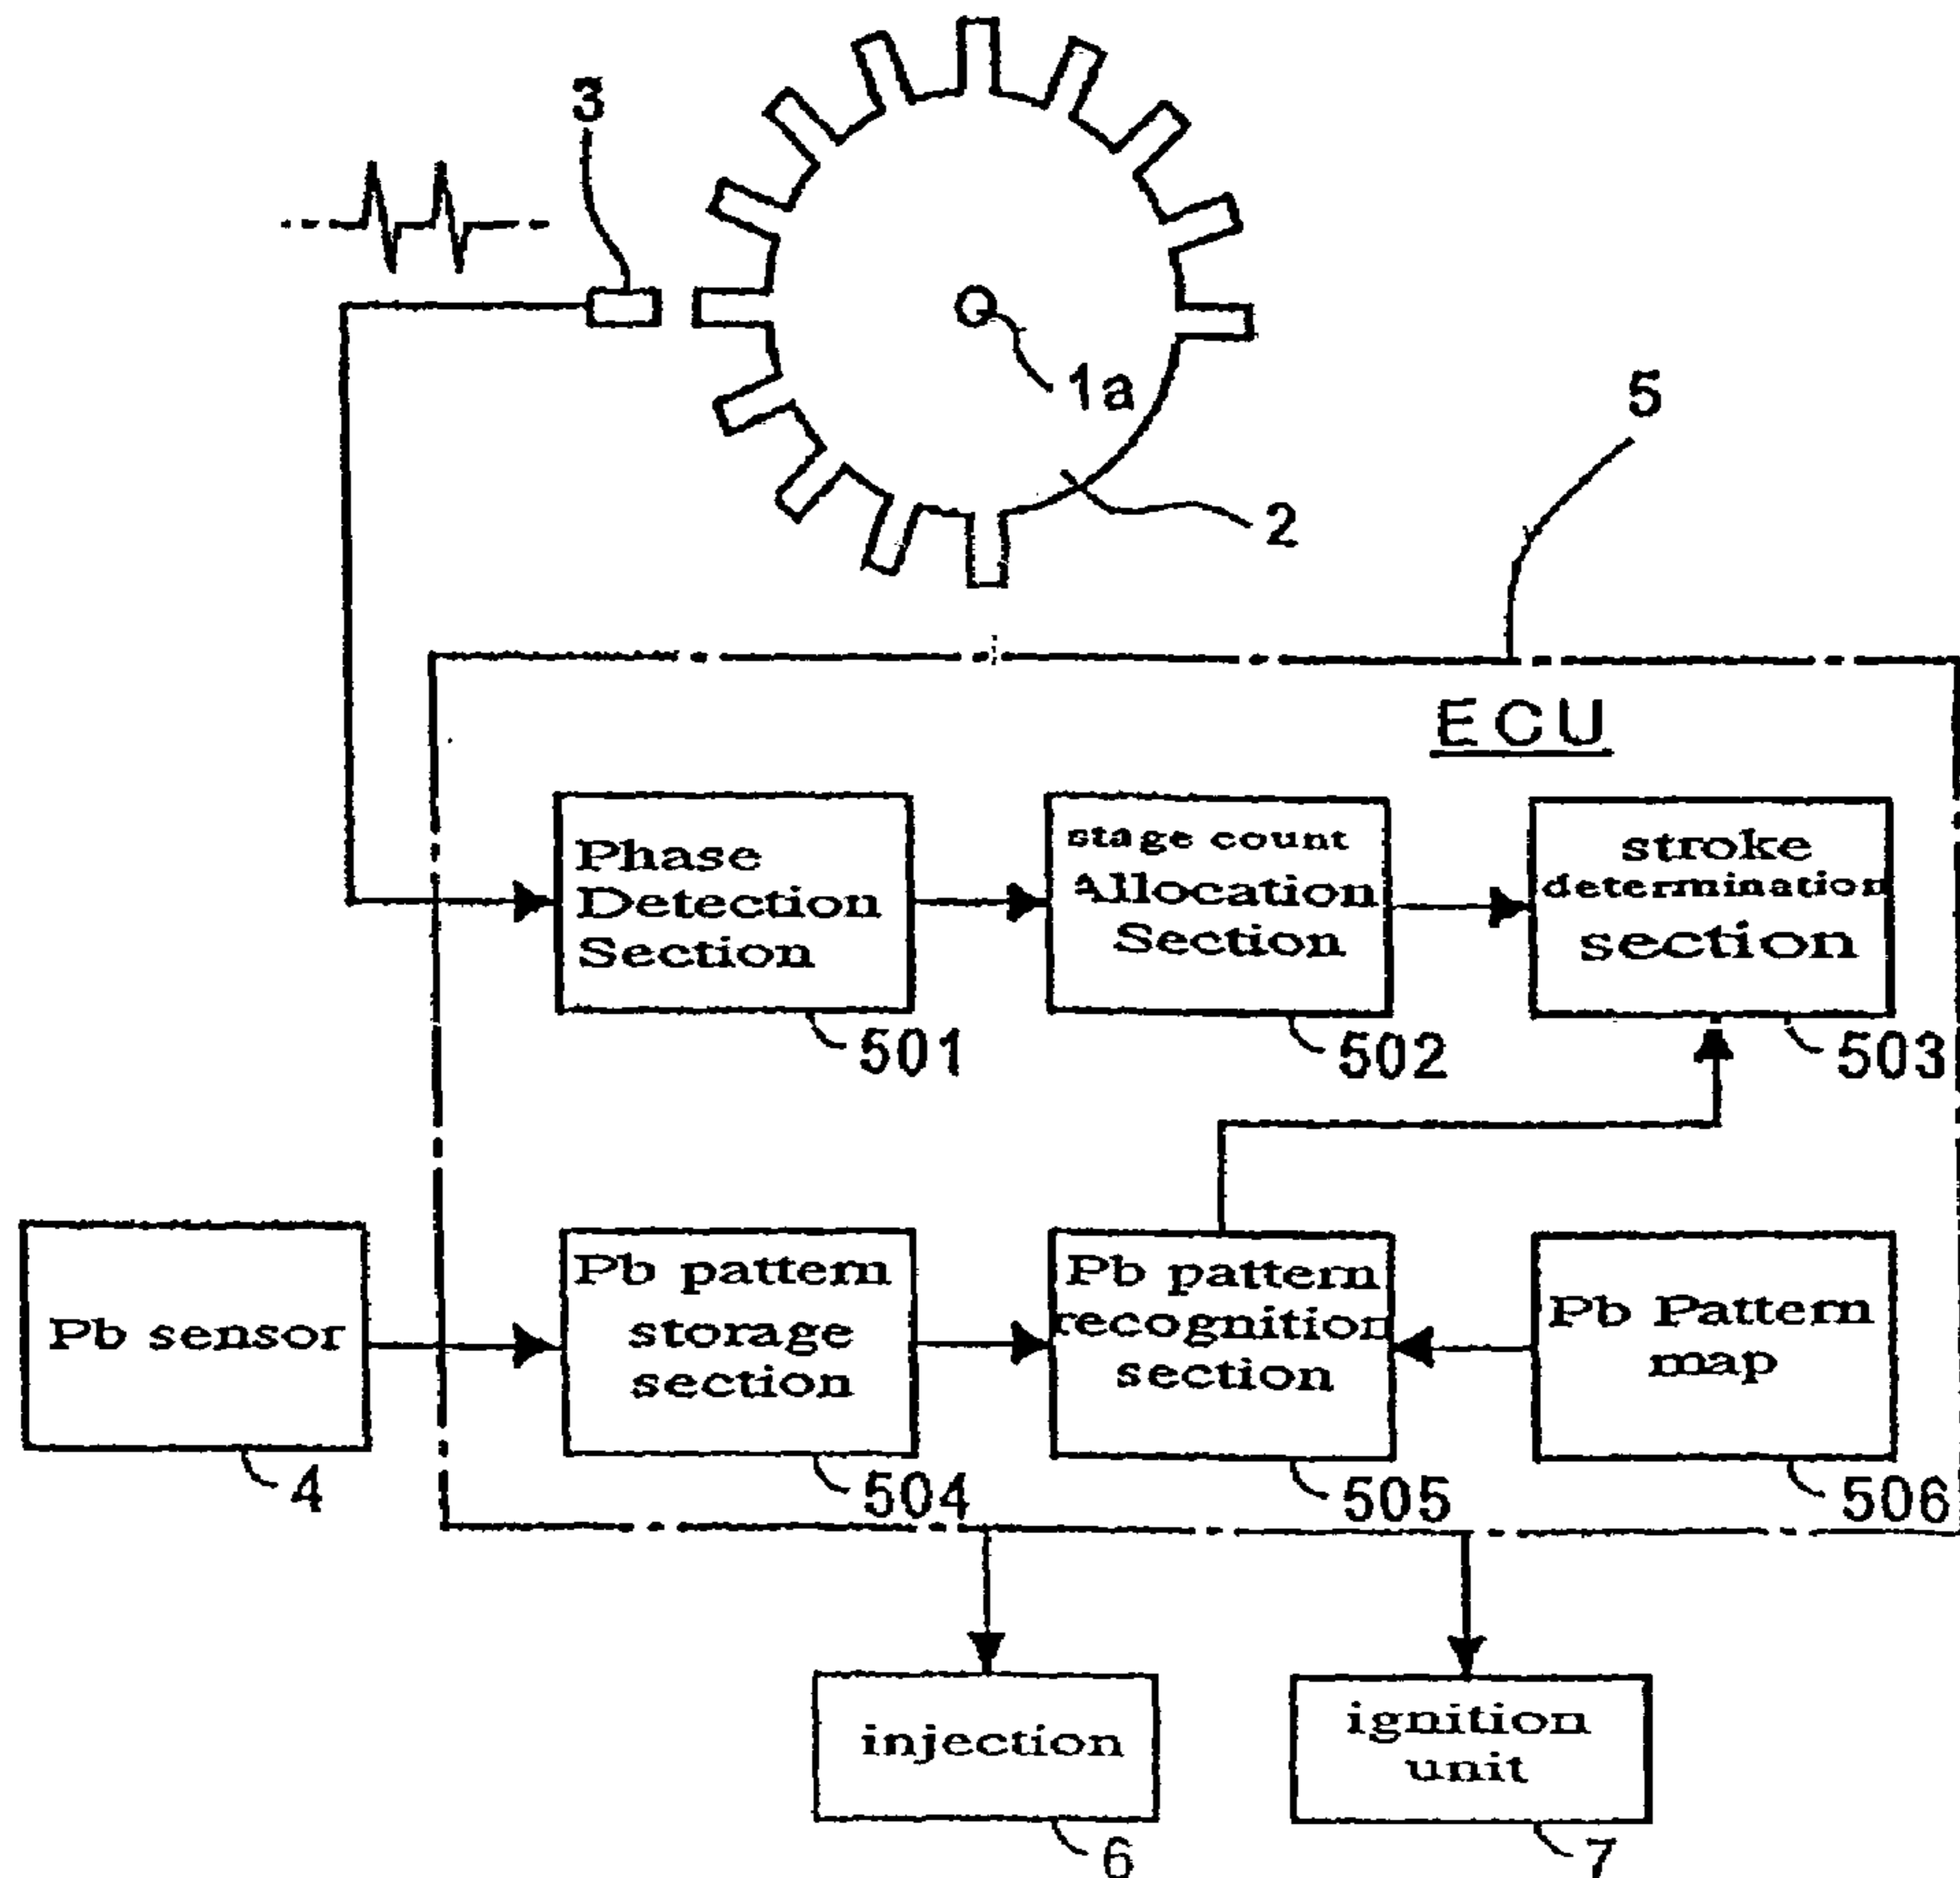 3
1a
5
2
ECU
Phase
Detection
Section
stage count
Allocation
Section
stroke
determination
section
501
502
503
Pb sensor
Pb pattern
storage
section
Pb pattern
recognition
section
Pb Pattern
map
4
504
505
506
injection
ignition
unit
6
7